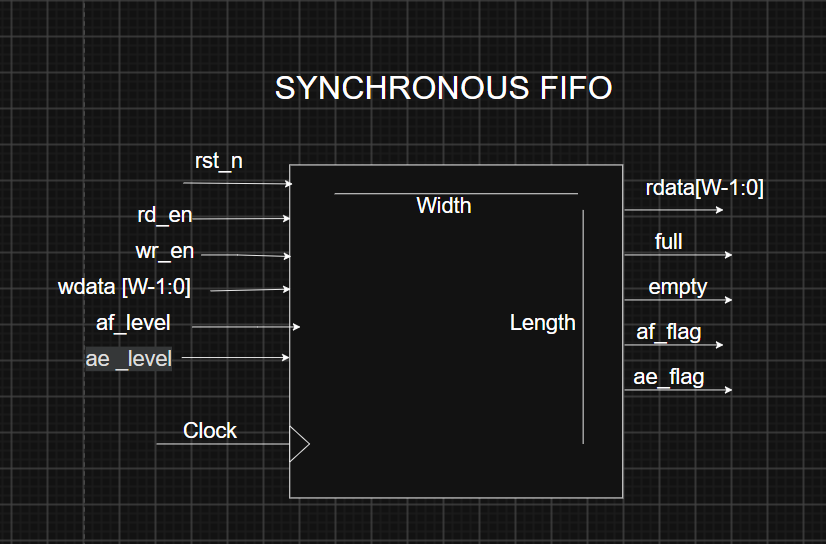 SYNCHRONOUS FIFO
rst_n
rd_en
wr_en
wdata [W-1:0]
af_level
ae _level
Clock
Width
Length
rdata[W-1:0]
full
empty
af_flag
ae_flag